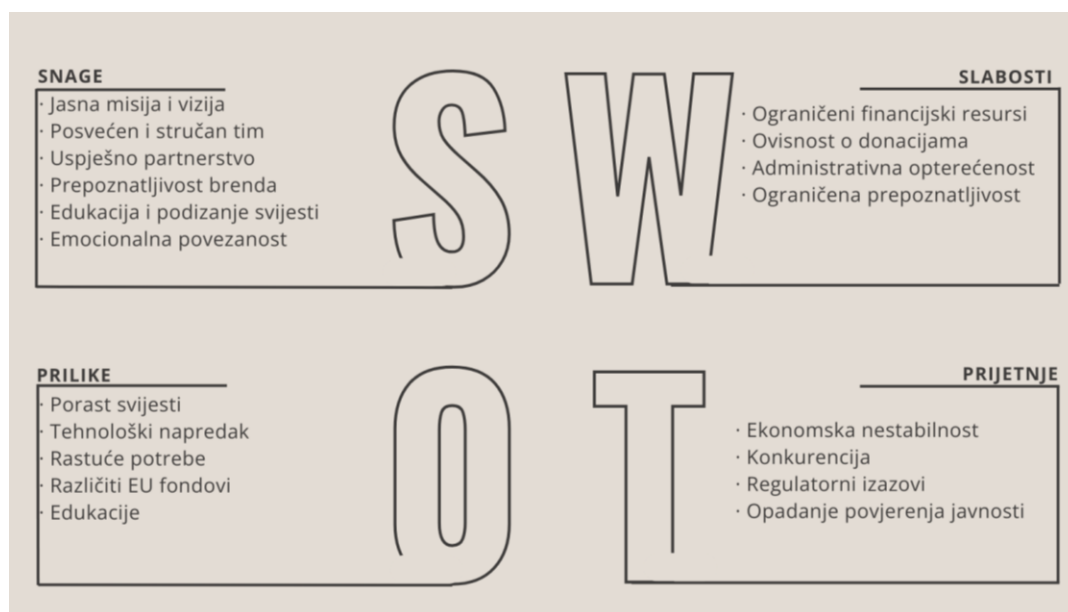 SNAGE
· Jasna misija i vizija
· Posvećen i stručan tim
· Uspješno partnerstvo
· Prepoznatljivost brenda
· Edukacija i podizanje svijesti
· Emocionalna povezanost
S
W
SLABOSTI
· Ograničeni financijski resursi
· Ovisnost o donacijama
· Administrativna opterećenost
· Ograničena prepoznatljivost
PRILIKE
· Porast svijesti
· Tehnološki napredak
· Rastuće potrebe
· Različiti EU fondovi
· Edukacije
O
T
PRIJETNJE
· Ekonomska nestabilnost
· Konkurencija
· Regulatorni izazovi
· Opadanje povjerenja javnosti